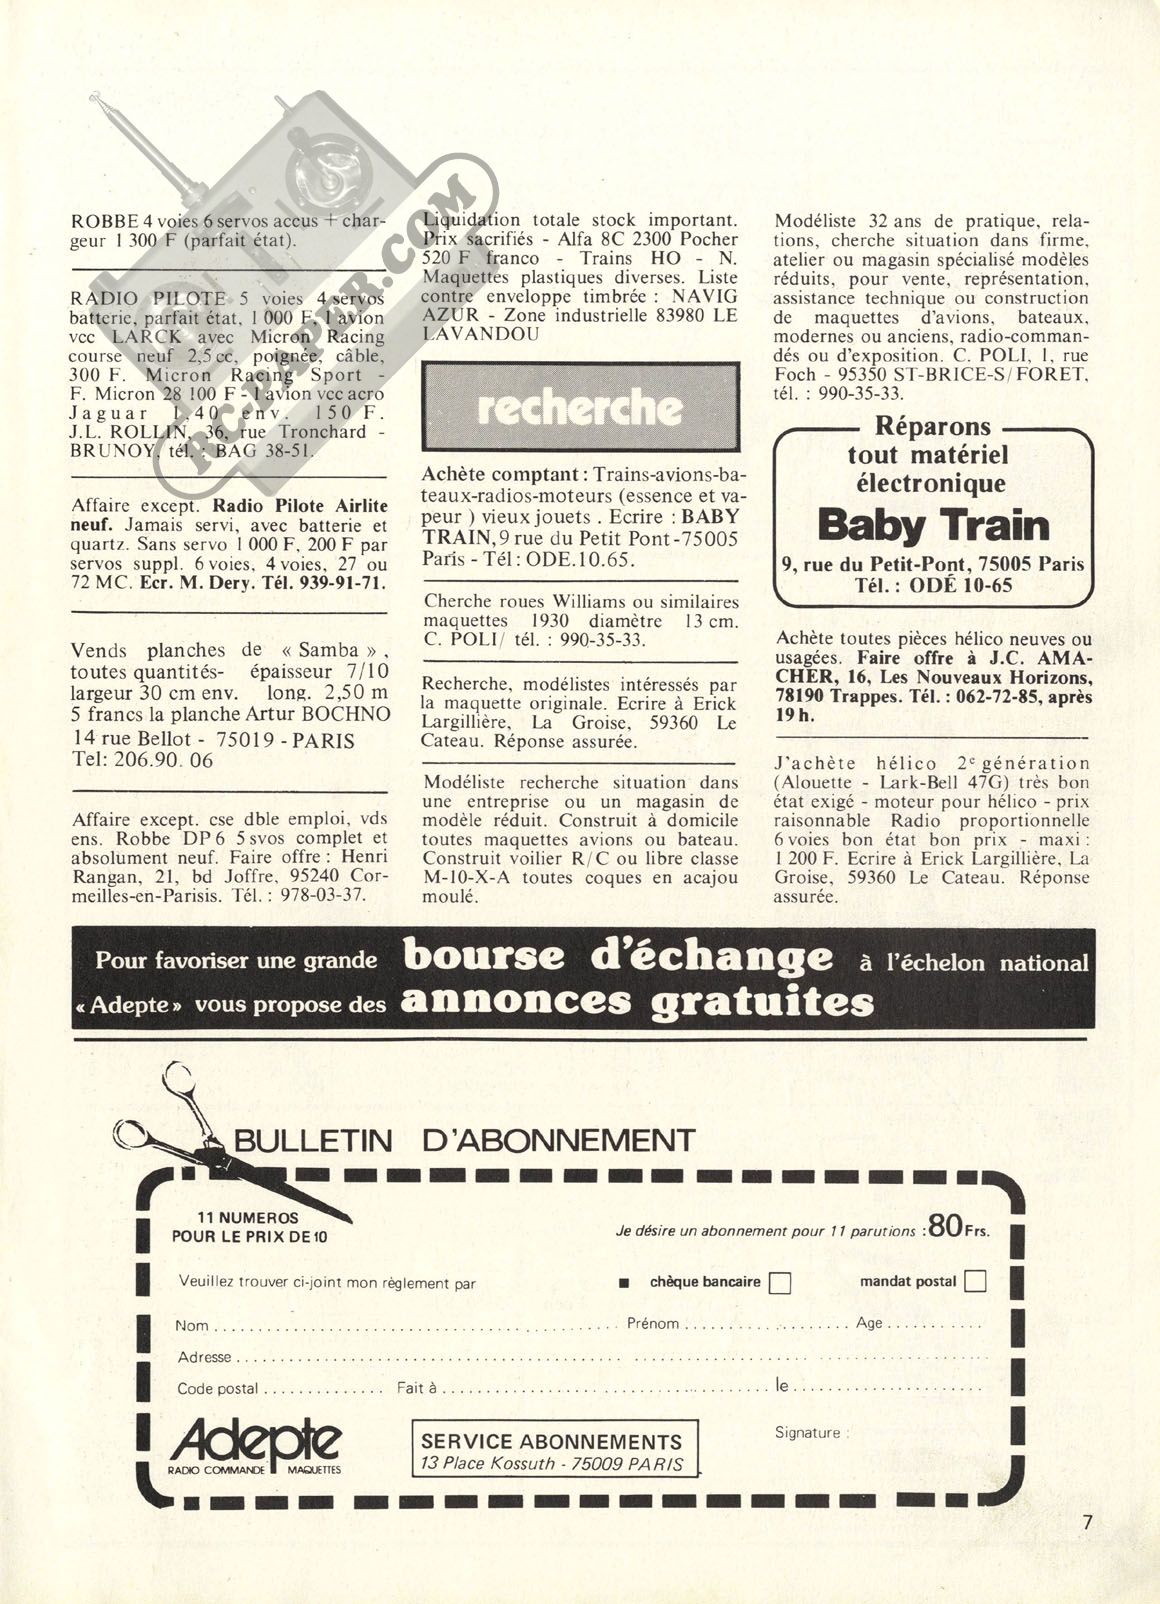 ROBBE 4 voies 6 servos accus + char-
geur 1 300 F (parfait état).
RADIO PILOTE 5 voies 4 servos
batterie, parfait état, 1 000 F. 1 avion
vcc LARCK avec Micron Racing
course neuf 2,5 cc, poignée, câble,
300 F. Micron Racing Sport -
F. Micron 28 100 F - 1 avion vcc acro
Jaguar 1,40 env. 150 F.
J.L. ROLLIN, 36, rue Tronchard -
BRUNOY, tél. : BAG 38-51.
Affaire except. Radio Pilote Airlite
neuf. Jamais servi, avec batterie et
quartz. Sans servo 1 000 F, 200 F par
servos suppl. 6 voies, 4 voies, 27 ou
72 MC. Ecr. M. Dery. Tél. 939-91-71.
Vends planches de « Samba » ,
toutes quantités- épaisseur 7/10
largeur 30 cm env. long. 2,50 m
5 francs la planche Artur BOCHNO
14 rue Bellot - 75019 - PARIS
Tel: 206.90. 06
Affaire except. cse dble emploi, vds
ens. Robbe DP 6 5 svos complet et
absolument neuf. Faire offre : Henri
Rangan, 21, bd Joffre, 95240 Cor-
meilles-en-Parisis. Tél. : 978-03-37.
Liquidation totale stock important.
Prix sacrifiés - Alfa 8C 2300 Pocher
520 F franco - Trains HO - N.
Maquettes plastiques diverses. Liste
contre enveloppe timbrée : NAVIG
AZUR - Zone industrielle 83980 LE
LAVANDOU
recherche
Achète comptant : Trains-avions-ba-
teaux-radios-moteurs (essence et va-
peur ) vieux jouets . Ecrire : BABY
TRAIN, 9 rue du Petit Pont -75005
Paris - Tél : ODE.10.65.
Cherche roues Williams ou similaires
maquettes 1930 diamètre 13 cm.
C. POLI/ tél. : 990-35-33.
Recherche, modélistes intéressés par
la maquette originale. Ecrire à Erick
Largillière, La Groise, 59360 Le
Cateau. Réponse assurée.
Modéliste recherche situation dans
une entreprise ou un magasin de
modèle réduit. Construit à domicile
toutes maquettes avions ou bateau.
Construit voilier R/C ou libre classe
M-10-X-A toutes coques en acajou
moulé.
Modéliste 32 ans de pratique, rela-
tions, cherche situation dans firme,
atelier ou magasin spécialisé modèles
réduits, pour vente, représentation,
assistance technique ou construction
de maquettes d'avions, bateaux,
modernes ou anciens, radio-comman-
dés ou d'exposition. C. POLI, 1, rue
Foch - 95350 ST-BRICE-S/FORET,
tél. : 990-35-33.
Réparons
tout matériel
électronique
Baby Train
9, rue du Petit-Pont, 75005 Paris
Tél. : ODÉ 10-65
Achète toutes pièces hélico neuves ou
usagées. Faire offre à J.C. AMA-
CHER, 16, Les Nouveaux Horizons,
78190 Trappes. Tél. : 062-72-85, après
19 h.
J'achète hélico 2e génération
(Alouette - Lark-Bell 47G) très bon
état exigé - moteur pour hélico - prix
raisonnable Radio proportionnelle
6 voies bon état bon prix - maxi :
1 200 F. Ecrire à Erick Largillière, La
Groise, 59360 Le Cateau. Réponse
assurée.
Pour favoriser une grande bourse d'échange à l'échelon national
« Adepte » vous propose des annonces gratuites
BULLETIN D'ABONNEMENT
11 NUMEROS
POUR LE PRIX DE 10
Je désire un abonnement pour 11 parutions : 80 Frs.
Veuillez trouver ci-joint mon règlement par ■ chèque bancaire □ mandat postal □
Nom ........ Prénom ........ Age ........
Adresse ........
Code postal ........ Fait à ........ le ........
Adepte
RADIO COMMANDE MAQUETTES
SERVICE ABONNEMENTS
13 Place Kossuth - 75009 PARIS
Signature :
7
RC-PAPER.COM